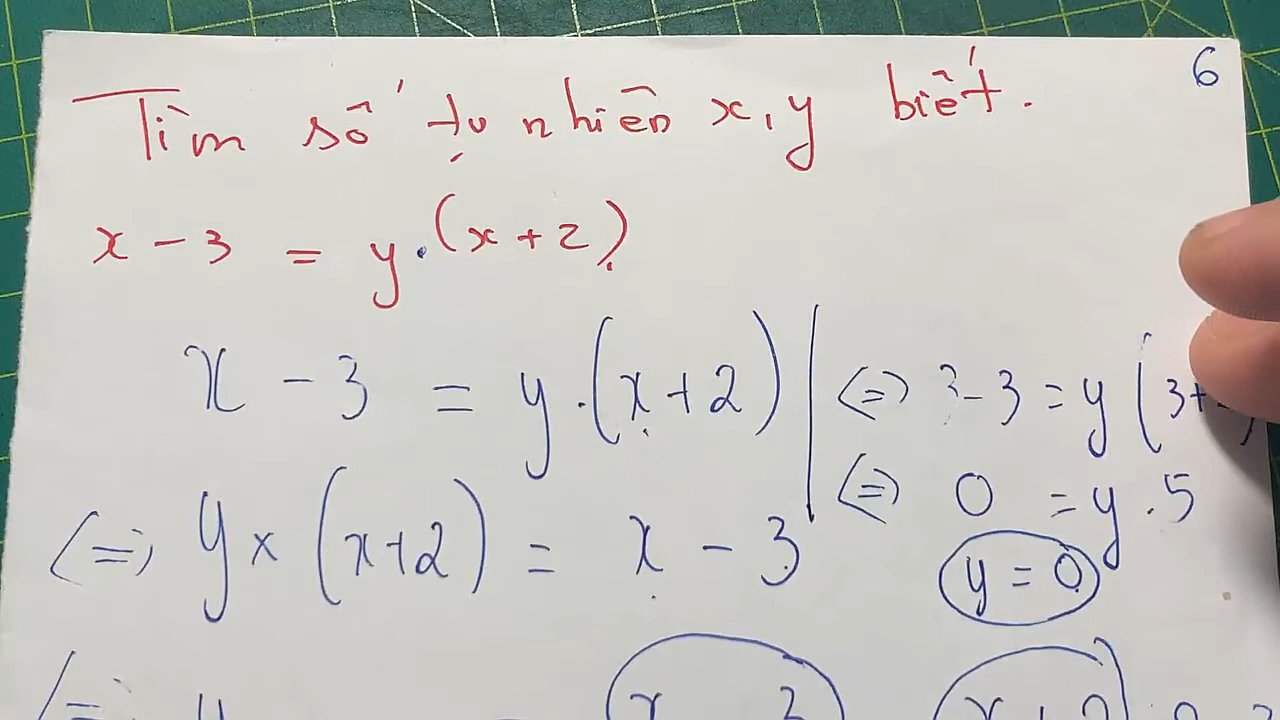 6
Tìm số tự nhiên x, y biết.
x - 3 = y.(x + 2)
x - 3 = y.(x + 2)
<=> y × (x+2) = x - 3
<=> 3 - 3 = y (3+
<=> 0 = y . 5
y = 0